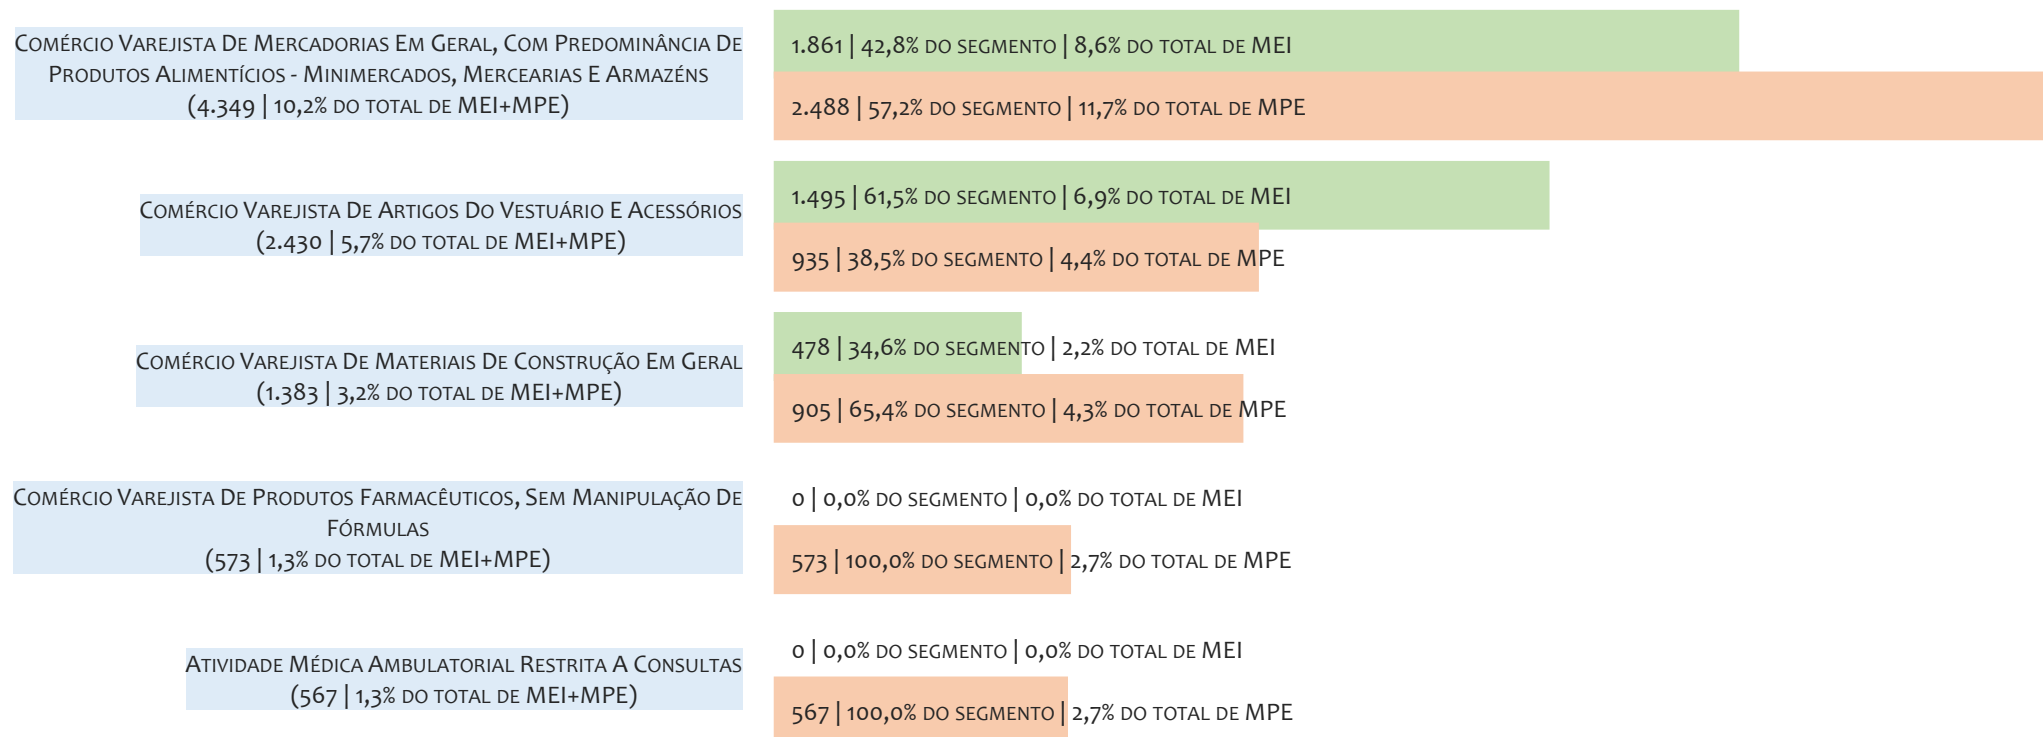 Comércio Varejista De Mercadorias Em Geral, Com Predominância De
Produtos Alimentícios - Minimercados, Mercearias E Armazéns
(4.349 | 10,2% do total de MEI+MPE)
1.861 | 42,8% do segmento | 8,6% do total de MEI
2.488 | 57,2% do segmento | 11,7% do total de MPE
Comércio Varejista De Artigos Do Vestuário E Acessórios
(2.430 | 5,7% do total de MEI+MPE)
1.495 | 61,5% do segmento | 6,9% do total de MEI
935 | 38,5% do segmento | 4,4% do total de MPE
Comércio Varejista De Materiais De Construção Em Geral
(1.383 | 3,2% do total de MEI+MPE)
478 | 34,6% do segmento | 2,2% do total de MEI
905 | 65,4% do segmento | 4,3% do total de MPE
Comércio Varejista De Produtos Farmacêuticos, Sem Manipulação De
Fórmulas
(573 | 1,3% do total de MEI+MPE)
0 | 0,0% do segmento | 0,0% do total de MEI
573 | 100,0% do segmento | 2,7% do total de MPE
Atividade Médica Ambulatorial Restrita A Consultas
(567 | 1,3% do total de MEI+MPE)
0 | 0,0% do segmento | 0,0% do total de MEI
567 | 100,0% do segmento | 2,7% do total de MPE